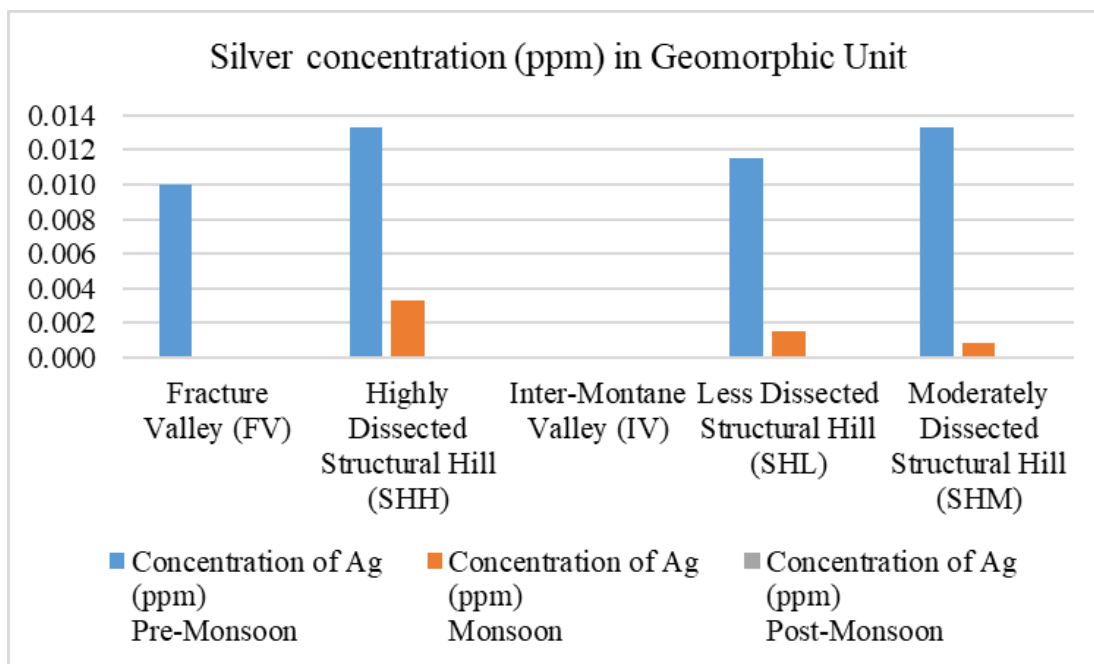 Silver concentration (ppm) in Geomorphic Unit
0.014
0.012
0.010
0.008
0.006
0.004
0.002
0.000
Fracture
Valley (FV)
Highly
Dissected
Structural Hill
(SHH)
Inter-Montane
Valley (IV)
Less Dissected
Structural Hill
(SHL)
Moderately
Dissected
Structural Hill
(SHM)
Concentration of Ag
(ppm)
Pre-Monsoon
Concentration of Ag
(ppm)
Monsoon
Concentration of Ag
(ppm)
Post-Monsoon